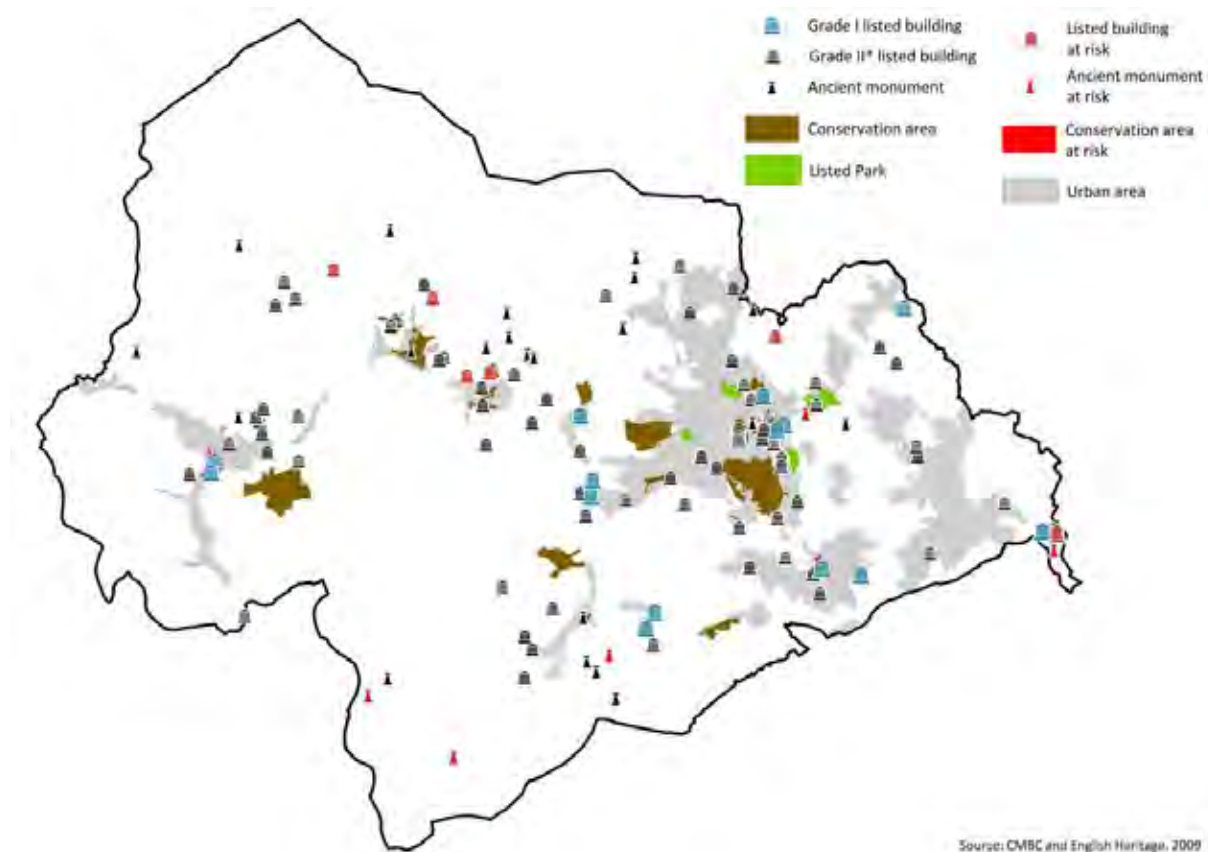 Grade I listed building
Grade II* listed building
Ancient monument
Conservation area
Listed Park
Listed building
at risk
Ancient monument
at risk
Conservation area
at risk
Urban area
Source: CMBC and English Heritage, 2009